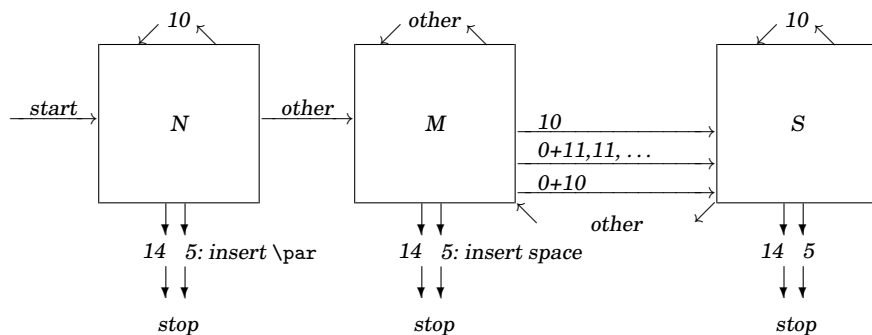 10 other 10
start N other M 10 S
0+11,11, ...
0+10
other
14 5: insert \par 14 5: insert space 14 5
stop stop stop